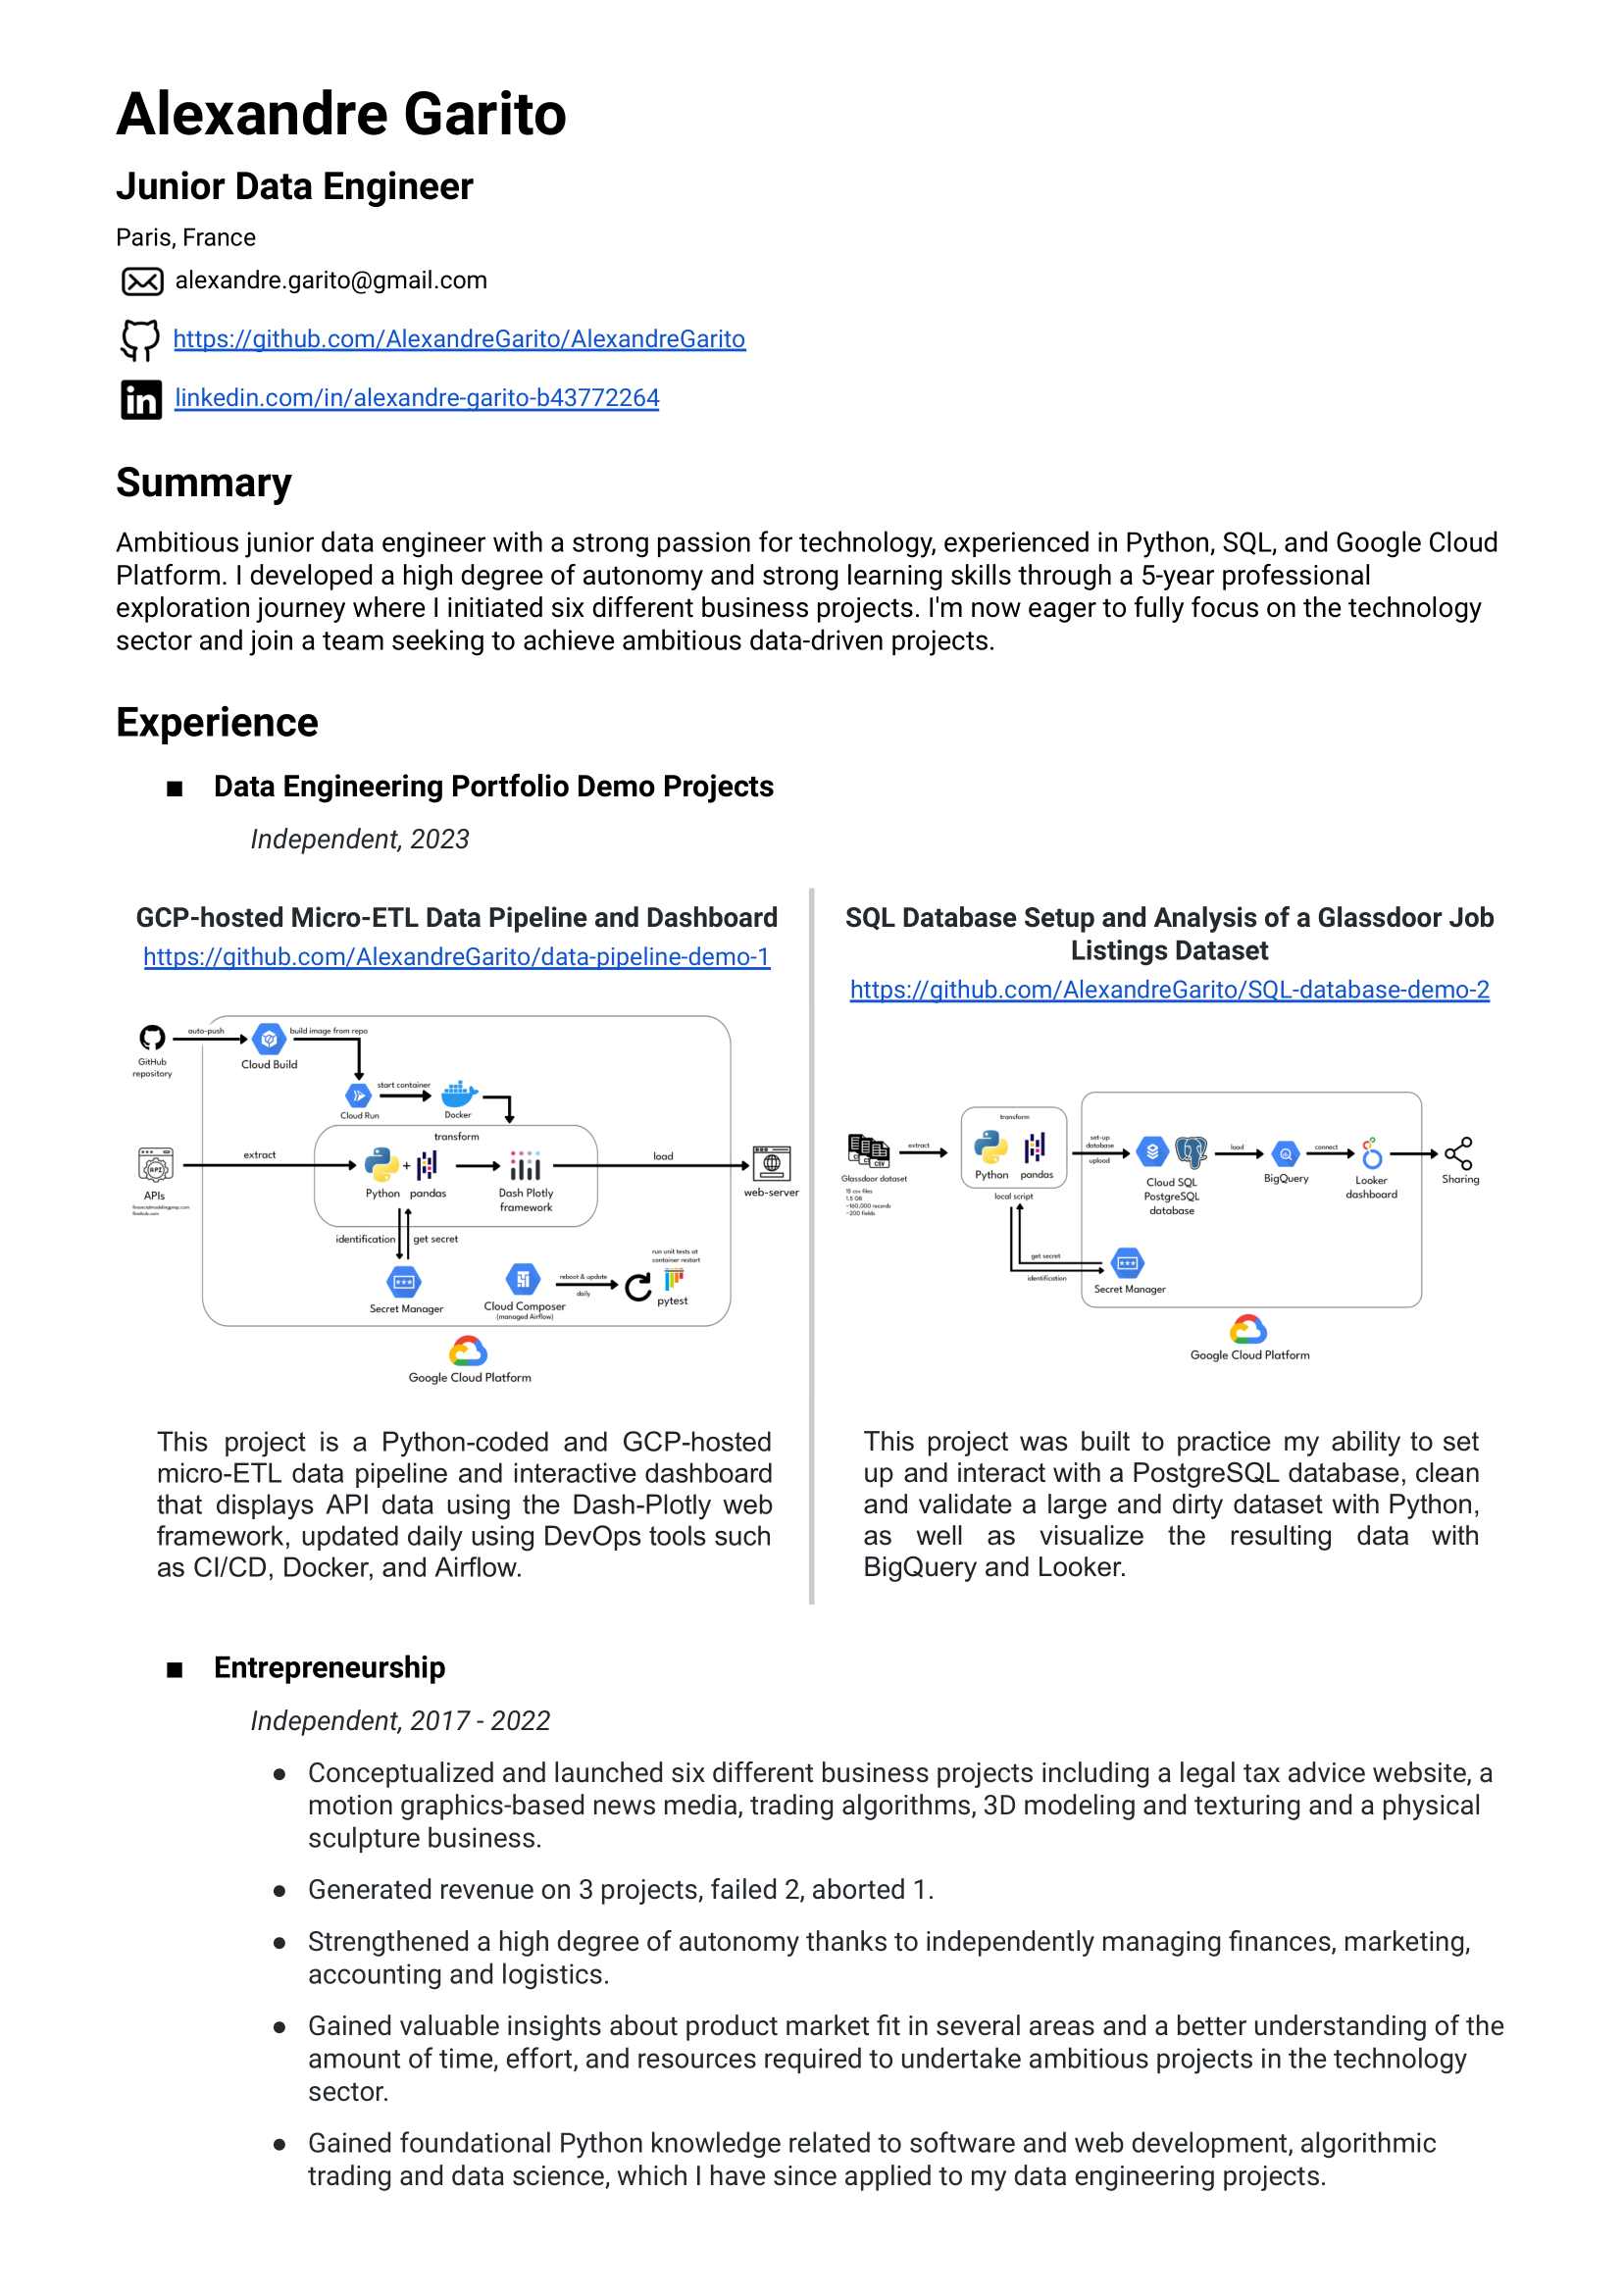 Alexandre Garito
Junior Data Engineer
Paris, France
alexandre.garito@gmail.com
https://github.com/AlexandreGarito/AlexandreGarito
linkedin.com/in/alexandre-garito-b43772264
Summary
Ambitious junior data engineer with a strong passion for technology, experienced in Python, SQL, and Google Cloud
Platform. I developed a high degree of autonomy and strong learning skills through a 5-year professional
exploration journey where I initiated six different business projects. I'm now eager to fully focus on the technology
sector and join a team seeking to achieve ambitious data-driven projects.
Experience
■ Data Engineering Portfolio Demo Projects
Independent, 2023
GCP-hosted Micro-ETL Data Pipeline and Dashboard
https://github.com/AlexandreGarito/data-pipeline-demo-1
auto-push
build image from repo
GitHub
repository
Cloud Build
start container
Cloud Run
Docker
transform
extract
load
API
APIs
financialmodelingprep.com
finnhub.com
Python + pandas
Dash Plotly
framework
web-server
identification
get secret
Secret Manager
Cloud Composer
(managed Airflow)
reboot & update
daily
run unit tests at
container restart
pytest
Google Cloud Platform
This project is a Python-coded and GCP-hosted
micro-ETL data pipeline and interactive dashboard
that displays API data using the Dash-Plotly web
framework, updated daily using DevOps tools such
as CI/CD, Docker, and Airflow.
SQL Database Setup and Analysis of a Glassdoor Job
Listings Dataset
https://github.com/AlexandreGarito/SQL-database-demo-2
CSV
Glassdoor dataset
15 csv files
1.5 GB
~160,000 records
~200 fields
extract
transform
Python
pandas
local script
set-up
database
upload
Cloud SQL
PostgreSQL
database
load
BigQuery
connect
Looker
dashboard
Sharing
get secret
identification
Secret Manager
Google Cloud Platform
This project was built to practice my ability to set
up and interact with a PostgreSQL database, clean
and validate a large and dirty dataset with Python,
as well as visualize the resulting data with
BigQuery and Looker.
■ Entrepreneurship
Independent, 2017 - 2022
● Conceptualized and launched six different business projects including a legal tax advice website, a
motion graphics-based news media, trading algorithms, 3D modeling and texturing and a physical
sculpture business.
● Generated revenue on 3 projects, failed 2, aborted 1.
● Strengthened a high degree of autonomy thanks to independently managing finances, marketing,
accounting and logistics.
● Gained valuable insights about product market fit in several areas and a better understanding of the
amount of time, effort, and resources required to undertake ambitious projects in the technology
sector.
● Gained foundational Python knowledge related to software and web development, algorithmic
trading and data science, which I have since applied to my data engineering projects.